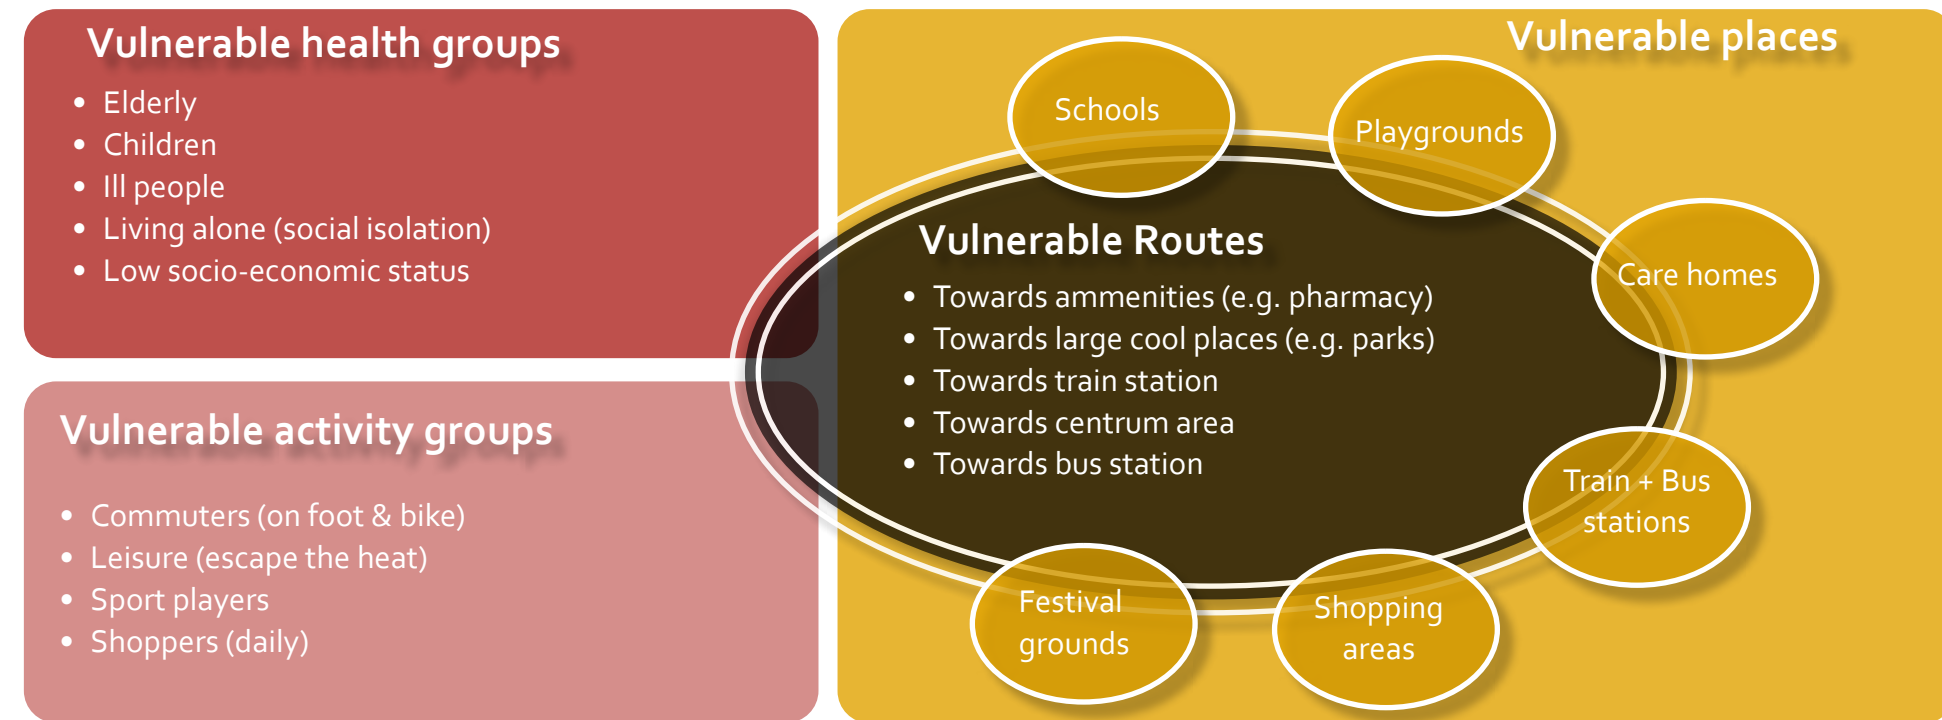 Vulnerable health groups
• Elderly
• Children
• Ill people
• Living alone (social isolation)
• Low socio-economic status
Vulnerable activity groups
• Commuters (on foot & bike)
• Leisure (escape the heat)
• Sport players
• Shoppers (daily)
Vulnerable places
Schools
Playgrounds
Care homes
Train + Bus
stations
Shopping
areas
Festival
grounds
Vulnerable Routes
• Towards ammenities (e.g. pharmacy)
• Towards large cool places (e.g. parks)
• Towards train station
• Towards centrum area
• Towards bus station